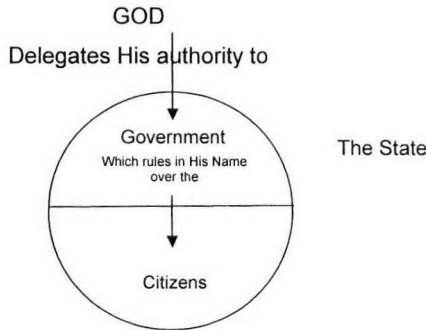 GOD
Delegates His authority to
Government
Which rules in His Name
over the
The State
Citizens